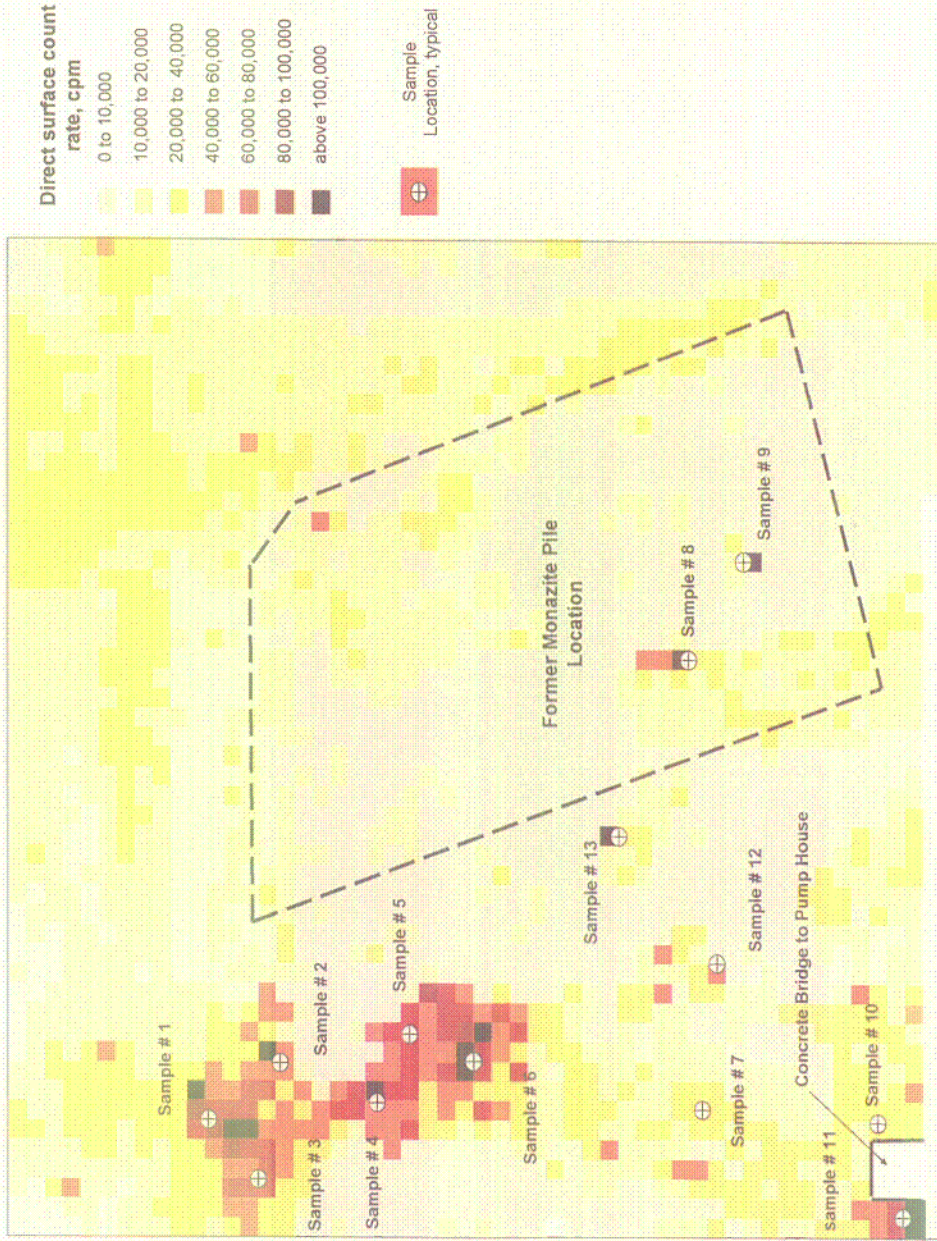 Direct surface count
rate, cpm
0 to 10,000
10,000 to 20,000
20,000 to 40,000
40,000 to 60,000
60,000 to 80,000
80,000 to 100,000
above 100,000
Sample
Location, typical
Sample # 1
Sample # 2
Sample # 3
Sample # 4
Sample # 5
Sample # 6
Sample # 7
Former Monazite Pile
Location
Sample # 8
Sample # 9
Sample # 13
Sample # 12
Concrete Bridge to Pump House
Sample # 10
sample # 11